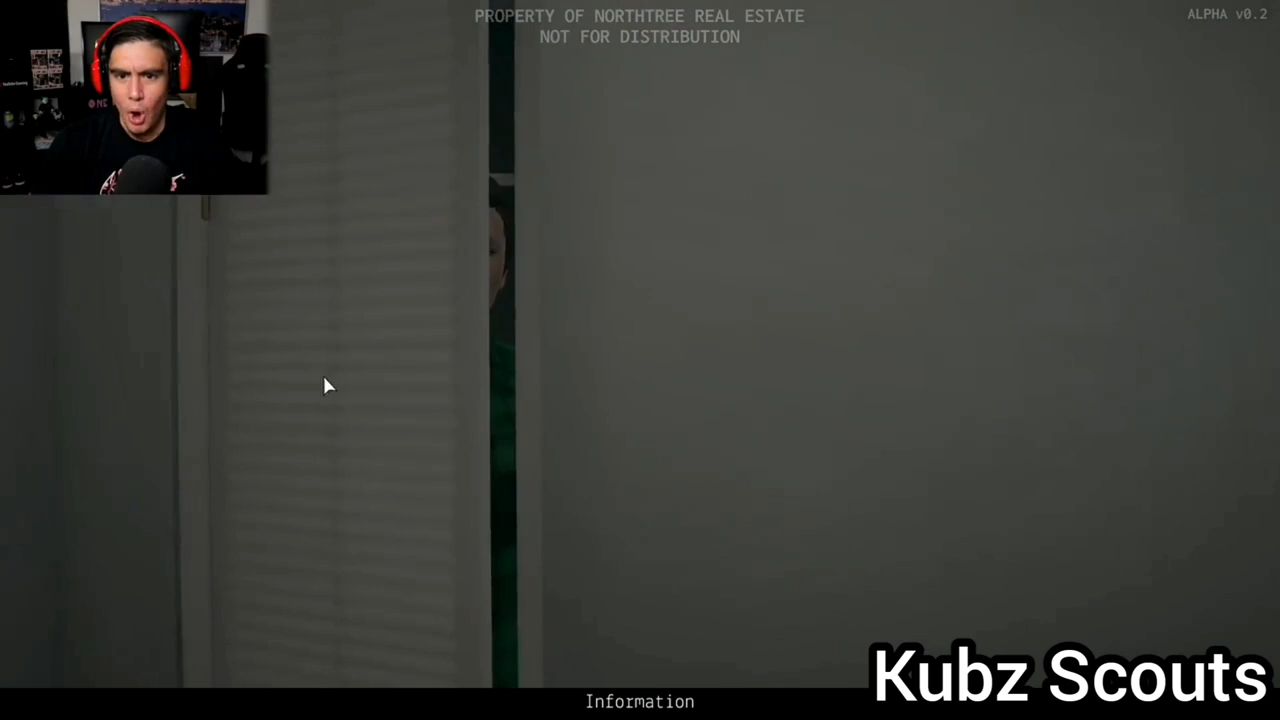 PROPERTY OF NORTHTREE REAL ESTATE
NOT FOR DISTRIBUTION
ALPHA v0.2
Kubz Scouts
Information